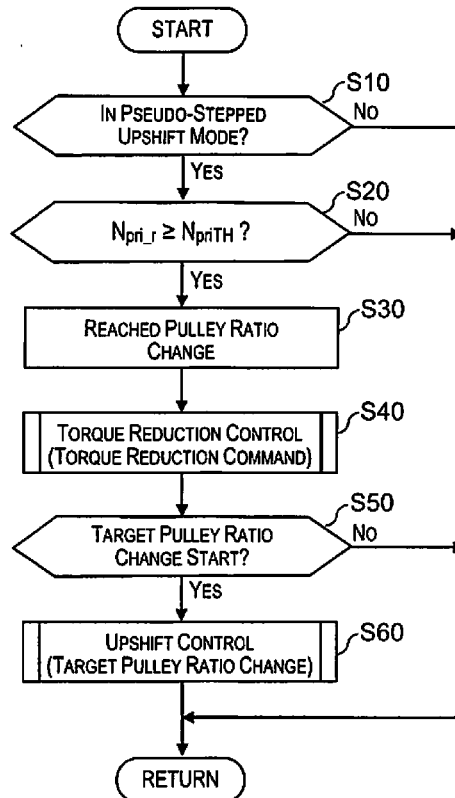 START
S10
IN PSEUDO-STEPPED
UPSHIFT MODE?
NO
YES
S20
Npri_r ≥ NpriTH ?
NO
YES
S30
REACHED PULLEY RATIO
CHANGE
S40
TORQUE REDUCTION CONTROL
(TORQUE REDUCTION COMMAND)
S50
TARGET PULLEY RATIO
CHANGE START?
NO
YES
S60
UPSHIFT CONTROL
(TARGET PULLEY RATIO CHANGE)
RETURN